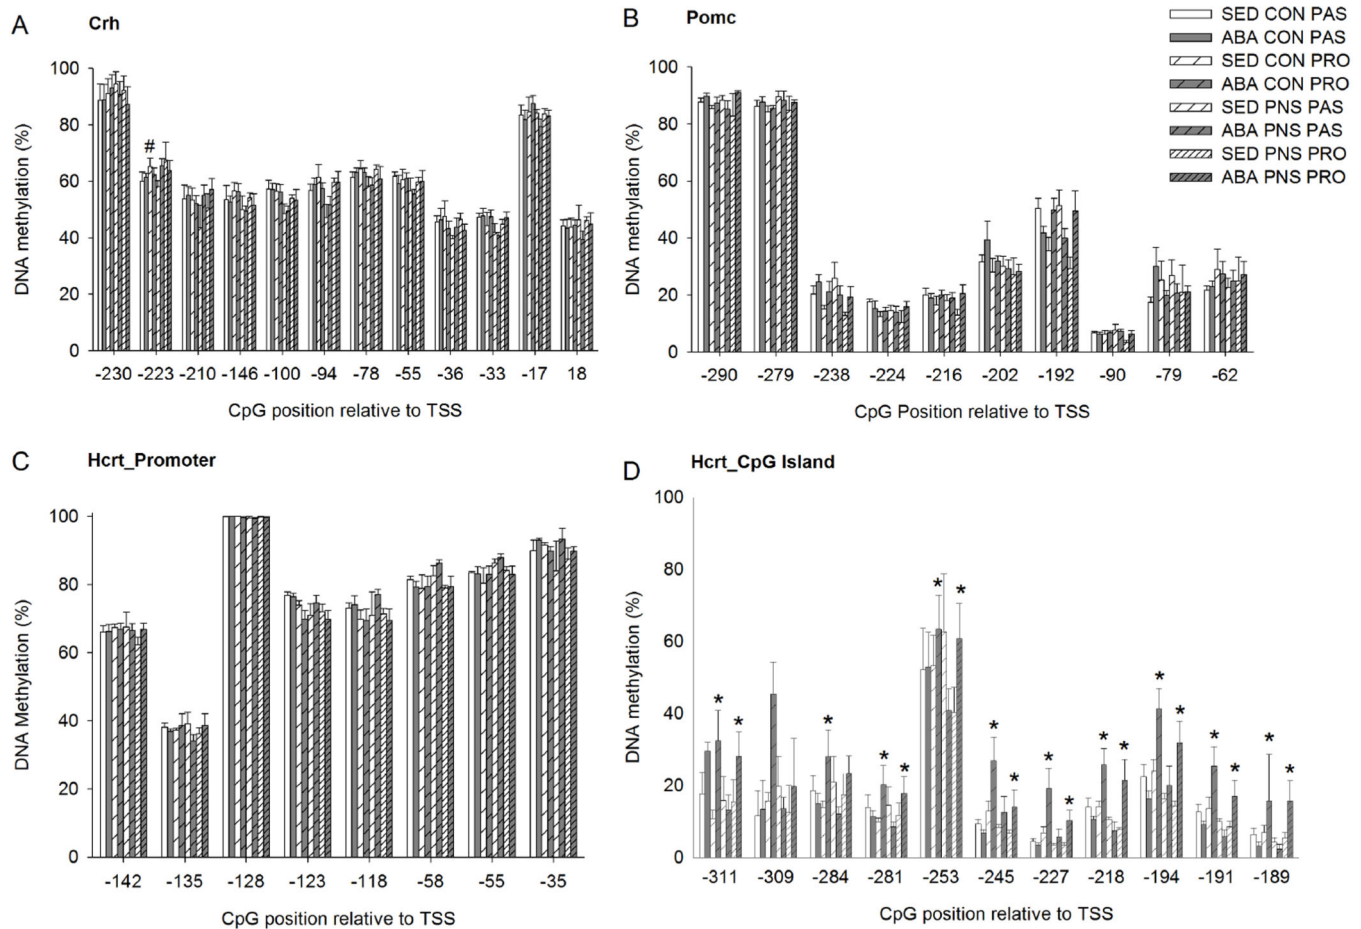 A
Crh
DNA methylation (%)
100
80
60
40
20
0
#
-230 -223 -210 -146 -100 -94 -78 -55 -36 -33 -17 18
CpG position relative to TSS
B
Pomc
DNA methylation (%)
100
80
60
40
20
0
-290 -279 -238 -224 -216 -202 -192 -90 -79 -62
CpG Position relative to TSS
SED CON PAS
ABA CON PAS
SED CON PRO
ABA CON PRO
SED PNS PAS
ABA PNS PAS
SED PNS PRO
ABA PNS PRO
C
Hcrt_Promoter
DNA Methylation (%)
100
80
60
40
20
0
-142 -135 -128 -123 -118 -58 -55 -35
CpG position relative to TSS
D
Hcrt_CpG Island
DNA methylation (%)
100
80
60
40
20
0
* * * * * * * * * * * * * * * * * * *
-311 -309 -284 -281 -253 -245 -227 -218 -194 -191 -189
CpG position relative to TSS